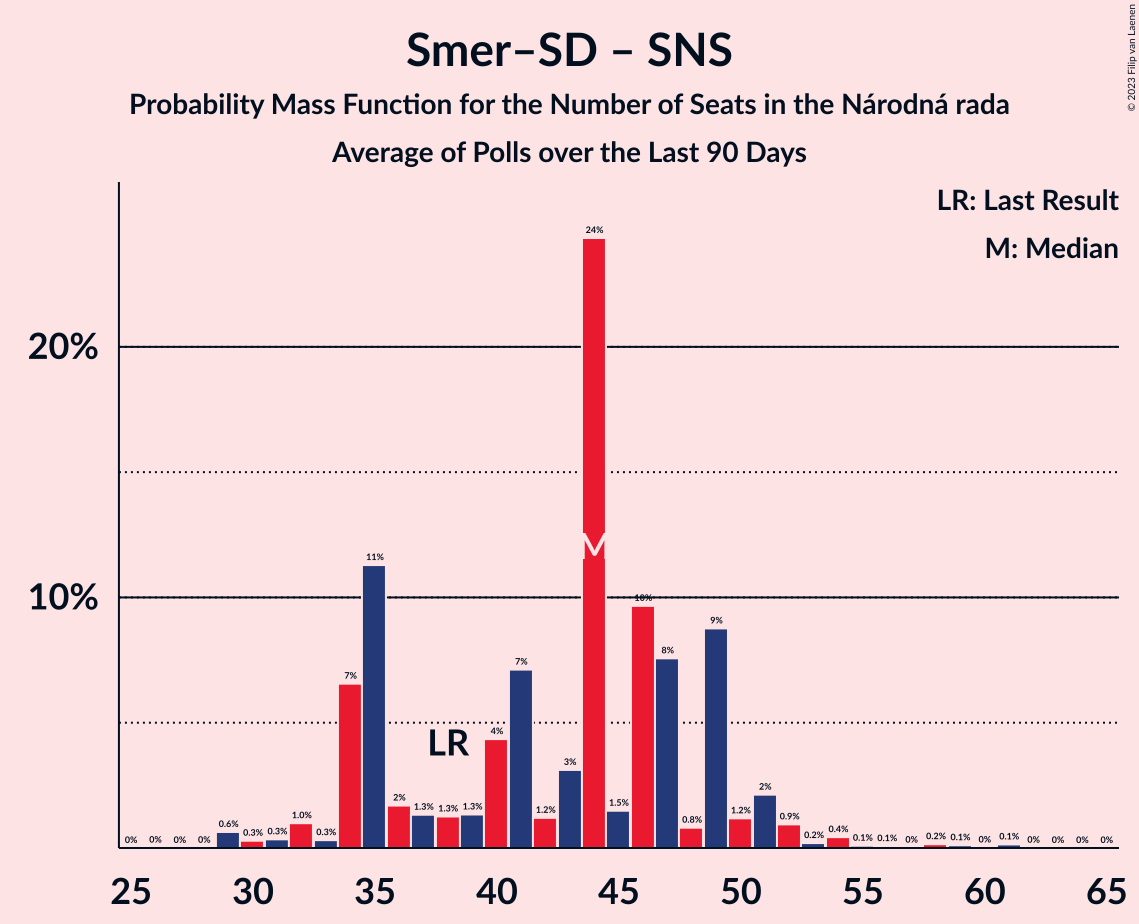 Smer–SD – SNS
Probability Mass Function for the Number of Seats in the Národná rada
Average of Polls over the Last 90 Days
© 2023 Filip van Laenen
LR: Last Result
M: Median
20%
10%
0% 0% 0% 0% 0.6% 0.3% 0.3% 1.0% 0.3% 7% 11% 2% 1.3% 1.3% 1.3% 4% 7% 1.2% 3% 24% 1.5% 10% 8% 0.8% 9% 1.2% 2% 0.9% 0.2% 0.4% 0.1% 0.1% 0% 0.2% 0.1% 0% 0.1% 0% 0% 0% 0%
M
LR
25 30 35 40 45 50 55 60 65